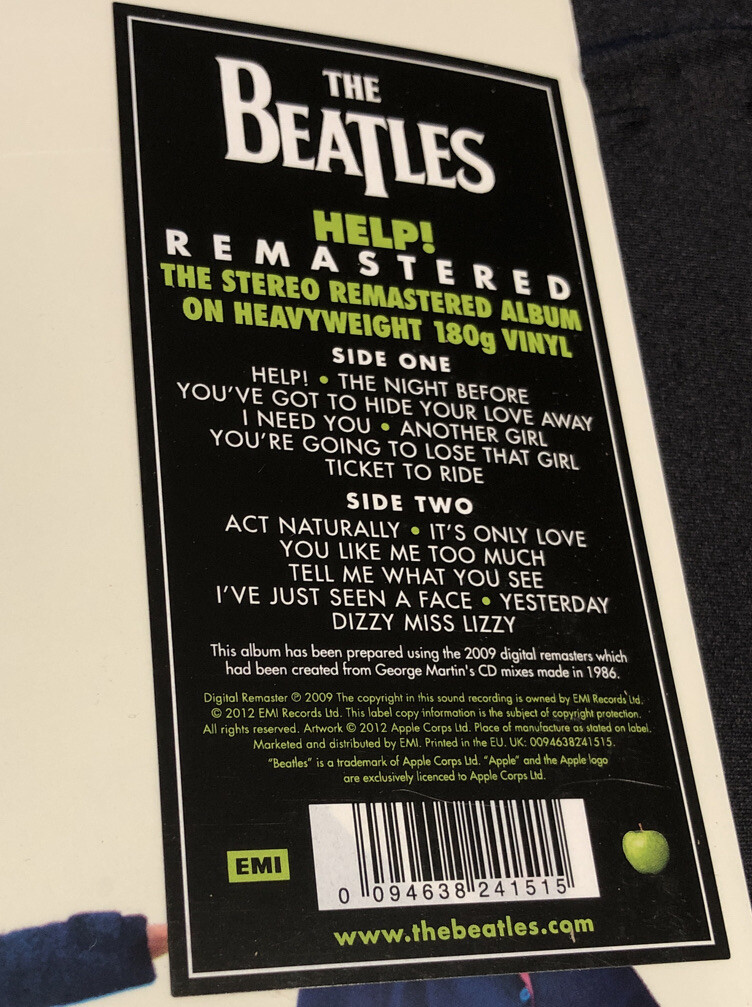 THE
BEATLES
HELP!
REMASTERED
THE STEREO REMASTERED ALBUM
ON HEAVYWEIGHT 180g VINYL
SIDE ONE
HELP! • THE NIGHT BEFORE
YOU'VE GOT TO HIDE YOUR LOVE AWAY
I NEED YOU • ANOTHER GIRL
YOU'RE GOING TO LOSE THAT GIRL
TICKET TO RIDE
SIDE TWO
ACT NATURALLY • IT'S ONLY LOVE
YOU LIKE ME TOO MUCH
TELL ME WHAT YOU SEE
I'VE JUST SEEN A FACE • YESTERDAY
DIZZY MISS LIZZY
This album has been prepared using the 2009 digital remasters which
had been created from George Martin's CD mixes made in 1986.
Digital Remaster ℗ 2009 The copyright in this sound recording is owned by EMI Records Ltd.
© 2012 EMI Records Ltd. This label copy information is the subject of copyright protection.
All rights reserved. Artwork © 2012 Apple Corps Ltd. Place of manufacture as stated on label.
Marketed and distributed by EMI. Printed in the EU. UK: 0094638241515.
"Beatles" is a trademark of Apple Corps Ltd. "Apple" and the Apple logo
are exclusively licenced to Apple Corps Ltd.
EMI
0 094638 241515
www.thebeatles.com